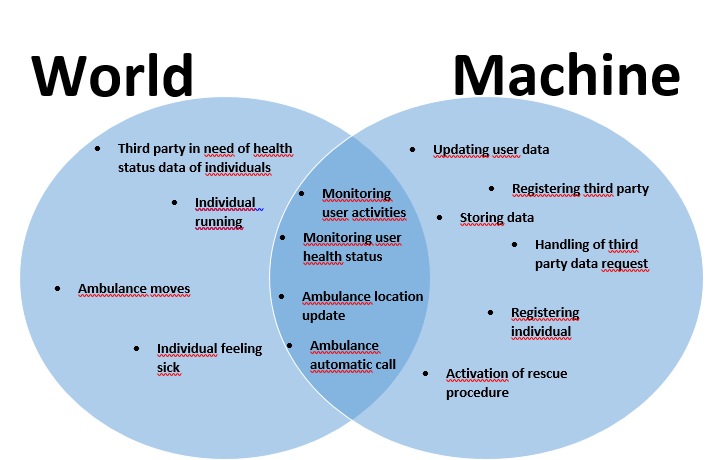 World
Machine
• Third party in need of health
status data of individuals
• Individual
running
• Ambulance moves
• Individual feeling
sick
• Monitoring
user activities
• Monitoring user
health status
• Ambulance location
update
• Ambulance
automatic call
• Updating user data
• Registering third party
• Storing data
• Handling of third
party data request
• Registering
individual
• Activation of rescue
procedure